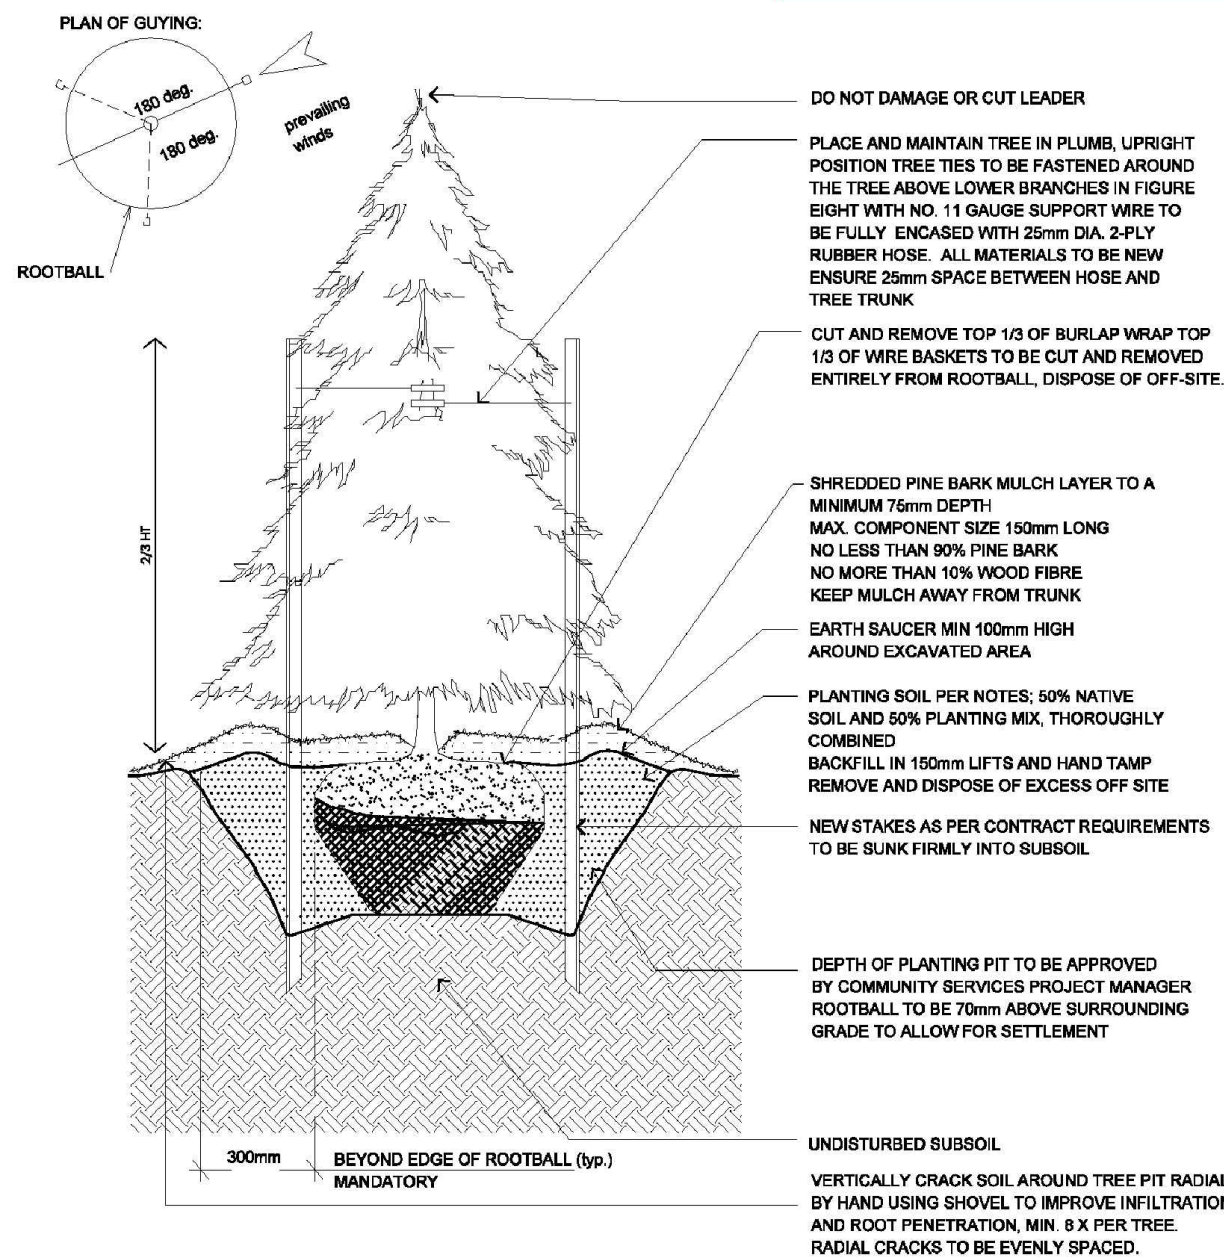 PLAN OF GUYING:
180 deg.
180 deg.
prevailing
winds
ROOTBALL
2/3 HT
DO NOT DAMAGE OR CUT LEADER
PLACE AND MAINTAIN TREE IN PLUMB, UPRIGHT
POSITION TREE TIES TO BE FASTENED AROUND
THE TREE ABOVE LOWER BRANCHES IN FIGURE
EIGHT WITH NO. 11 GAUGE SUPPORT WIRE TO
BE FULLY ENCASED WITH 25mm DIA. 2-PLY
RUBBER HOSE. ALL MATERIALS TO BE NEW
ENSURE 25mm SPACE BETWEEN HOSE AND
TREE TRUNK
CUT AND REMOVE TOP 1/3 OF BURLAP WRAP TOP
1/3 OF WIRE BASKETS TO BE CUT AND REMOVED
ENTIRELY FROM ROOTBALL, DISPOSE OF OFF-SITE.
SHREDDED PINE BARK MULCH LAYER TO A
MINIMUM 75mm DEPTH
MAX. COMPONENT SIZE 150mm LONG
NO LESS THAN 90% PINE BARK
NO MORE THAN 10% WOOD FIBRE
KEEP MULCH AWAY FROM TRUNK
EARTH SAUCER MIN 100mm HIGH
AROUND EXCAVATED AREA
PLANTING SOIL PER NOTES; 50% NATIVE
SOIL AND 50% PLANTING MIX, THOROUGHLY
COMBINED
BACKFILL IN 150mm LIFTS AND HAND TAMP
REMOVE AND DISPOSE OF EXCESS OFF SITE
NEW STAKES AS PER CONTRACT REQUIREMENTS
TO BE SUNK FIRMLY INTO SUBSOIL
DEPTH OF PLANTING PIT TO BE APPROVED
BY COMMUNITY SERVICES PROJECT MANAGER
ROOTBALL TO BE 70mm ABOVE SURROUNDING
GRADE TO ALLOW FOR SETTLEMENT
UNDISTURBED SUBSOIL
300mm
BEYOND EDGE OF ROOTBALL (typ.)
MANDATORY
VERTICALLY CRACK SOIL AROUND TREE PIT RADIAL
BY HAND USING SHOVEL TO IMPROVE INFILTRATION
AND ROOT PENETRATION, MIN. 8 X PER TREE.
RADIAL CRACKS TO BE EVENLY SPACED.